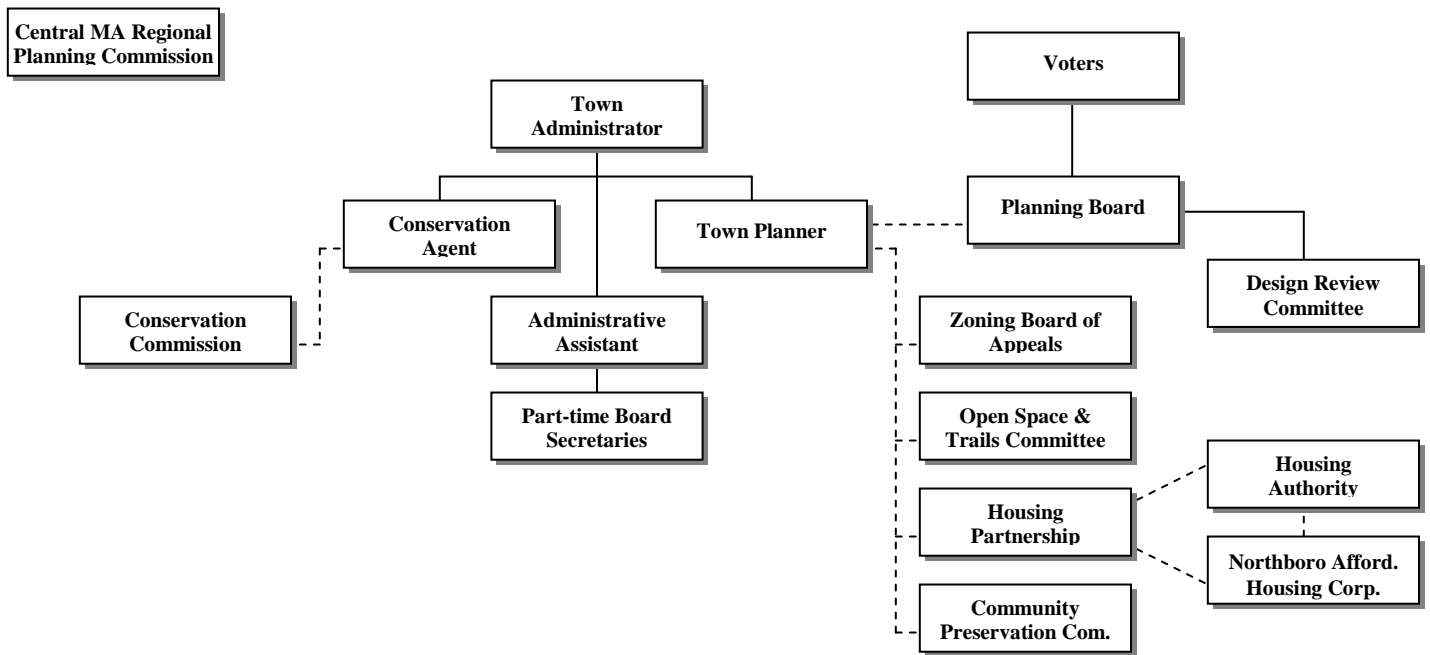 Central MA Regional
Planning Commission
Voters
Town
Administrator
Planning Board
Conservation
Agent
Town Planner
Design Review
Committee
Conservation
Commission
Administrative
Assistant
Zoning Board of
Appeals
Part-time Board
Secretaries
Open Space &
Trails Committee
Housing
Authority
Housing
Partnership
Northboro Afford.
Housing Corp.
Community
Preservation Com.